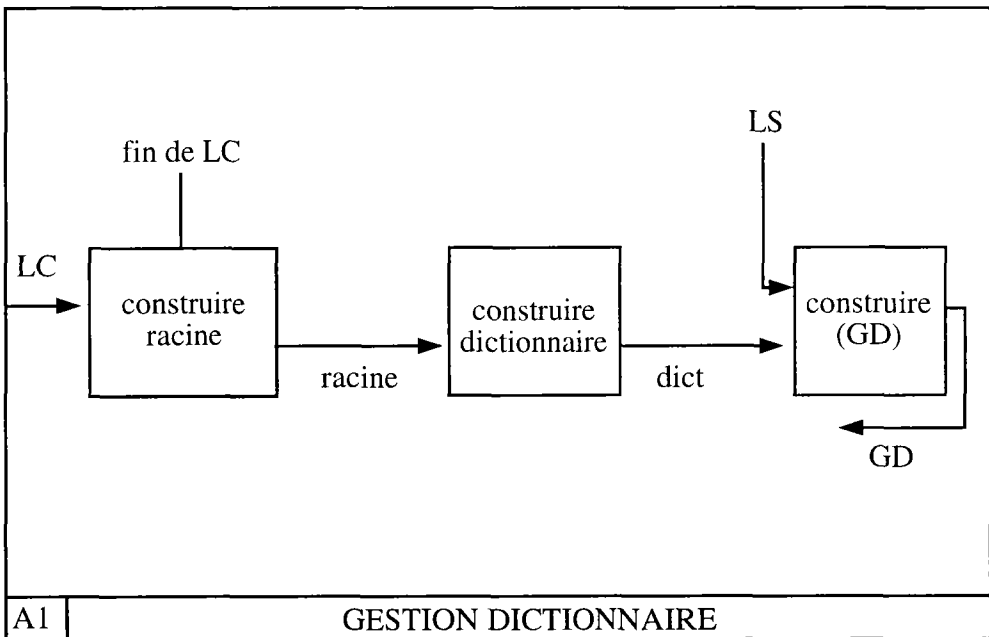 LS
fin de LC
LC
construire
racine
construire
dictionnaire
construire
(GD)
racine
dict
GD
A1
GESTION DICTIONNAIRE